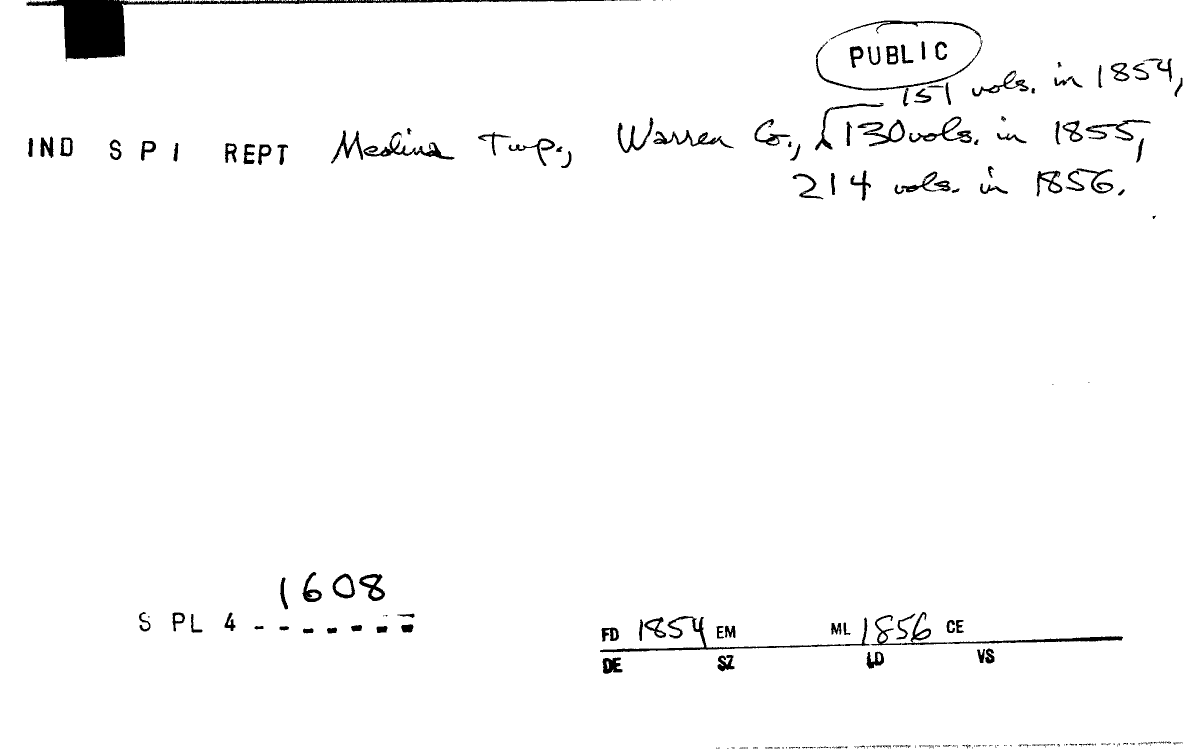 PUBLIC
151 vols. in 1854,
IND S P I REPT Medina Twp., Warren Co., 130 vols. in 1855,
214 vols. in 1856.
1608
S PL 4 - - - - - - -
FD 1854 EM ML 1856 CE
DE SZ LD VS